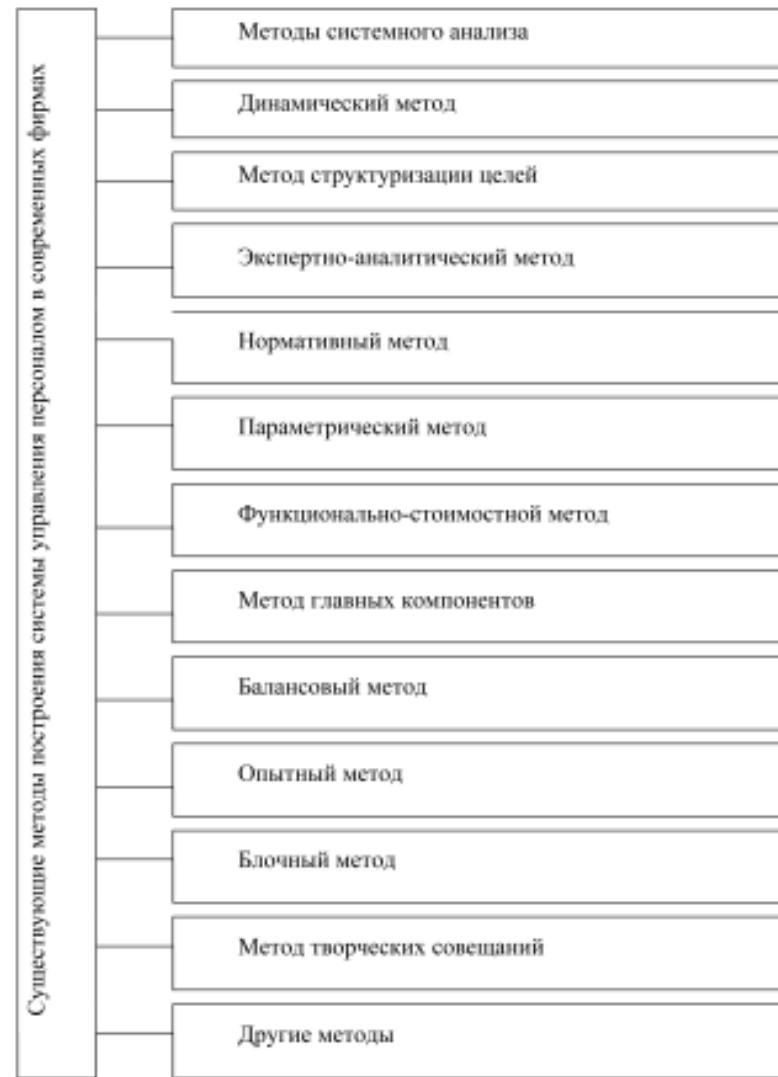 Существующие методы построения системы управления персоналом в современных фирмах
Методы системного анализа
Динамический метод
Метод структуризации целей
Экспертно-аналитический метод
Нормативный метод
Параметрический метод
Функционально-стоимостной метод
Метод главных компонентов
Балансовый метод
Опытный метод
Блочный метод
Метод творческих совещаний
Другие методы